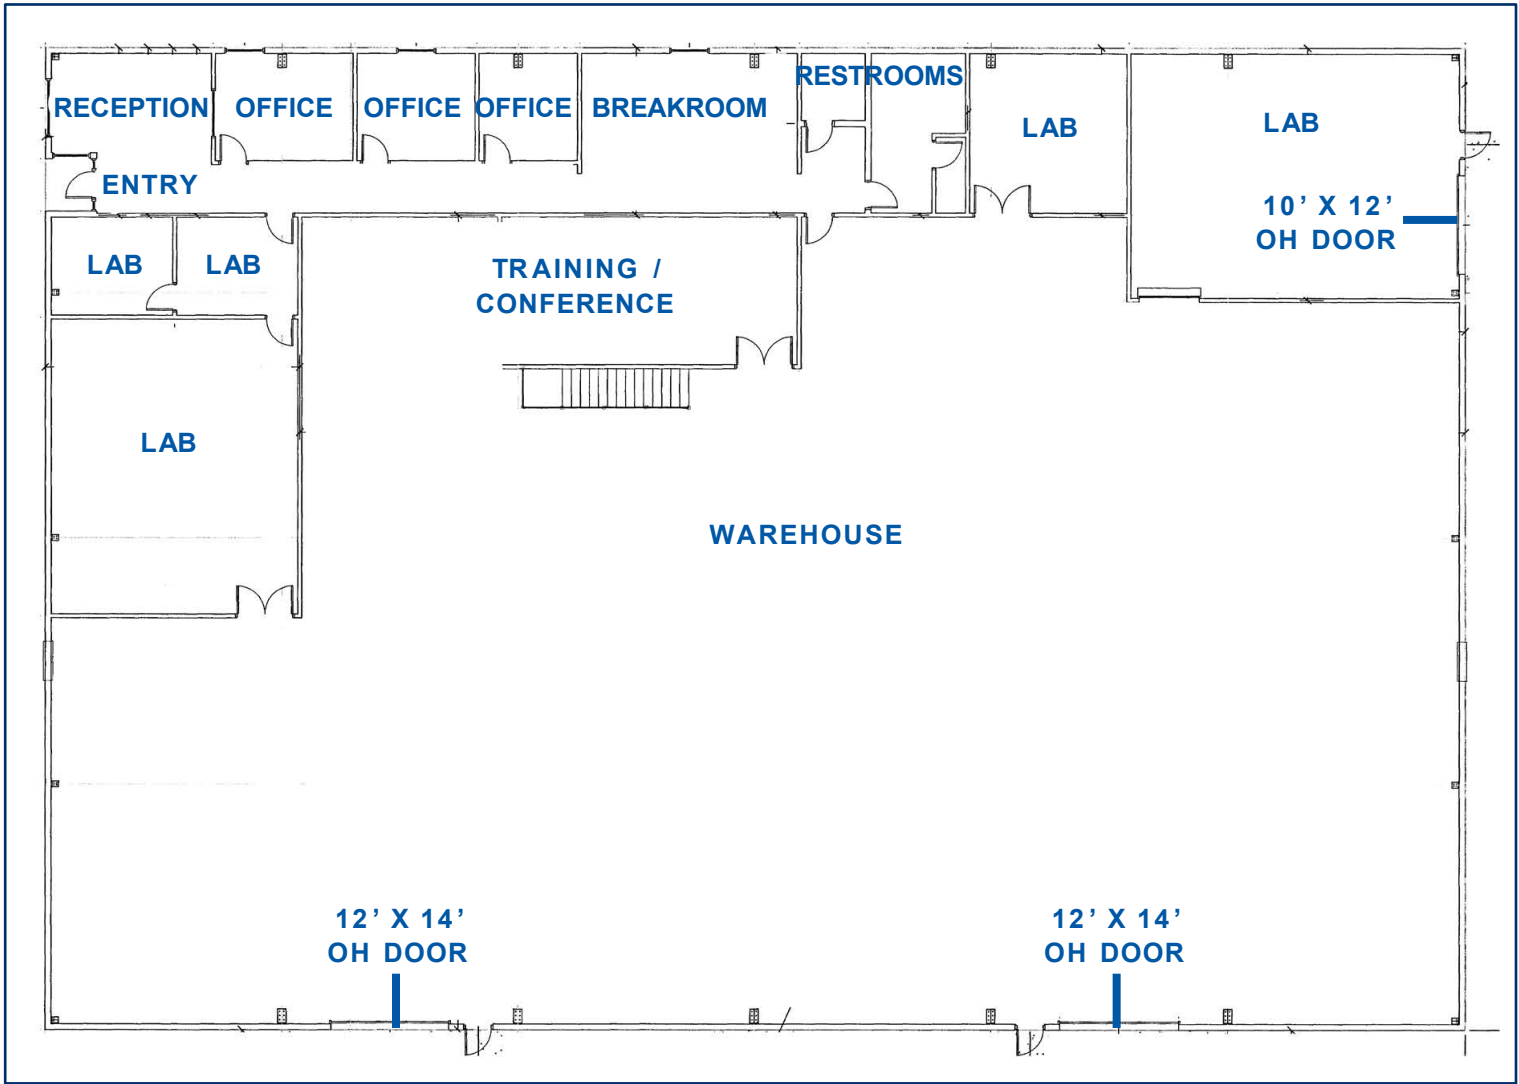 RECEPTION
OFFICE
OFFICE
OFFICE
BREAKROOM
RESTROOMS
LAB
LAB
ENTRY
10’ X 12’
OH DOOR
LAB
LAB
TRAINING /
CONFERENCE
LAB
WAREHOUSE
12’ X 14’
OH DOOR
12’ X 14’
OH DOOR